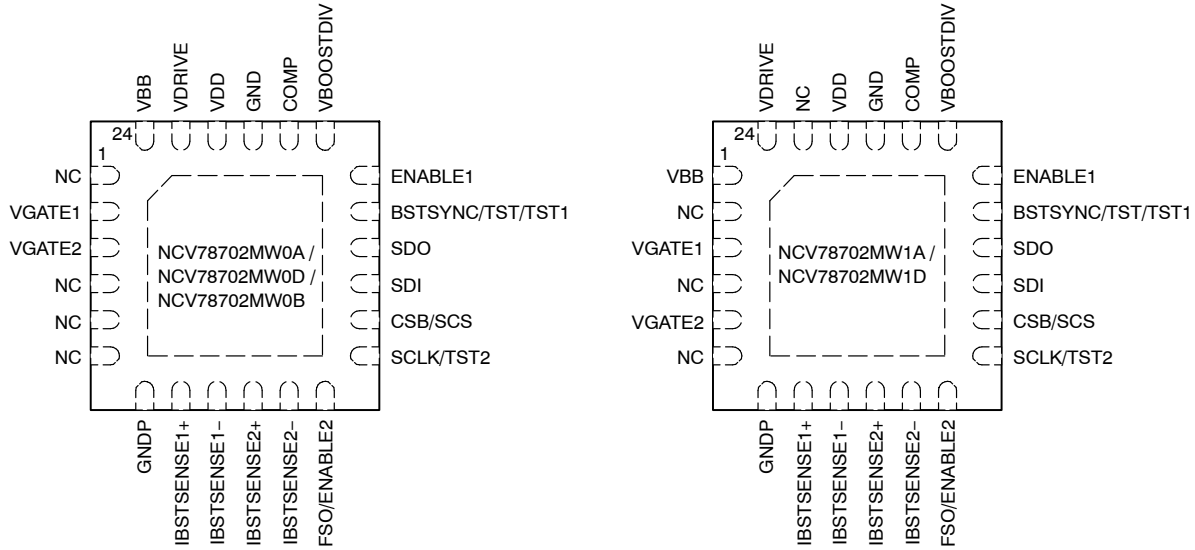 VBB
VDRIVE
VDD
GND
COMP
VBOOSTDIV
24
1
NC
VGATE1
VGATE2
NC
NC
NC
NCV78702MW0A /
NCV78702MW0D /
NCV78702MW0B
ENABLE1
BSTSYNC/TST/TST1
SDO
SDI
CSB/SCS
SCLK/TST2
GNDP
IBSTSENSE1+
IBSTSENSE1−
IBSTSENSE2+
IBSTSENSE2−
FSO/ENABLE2
VDRIVE
NC
VDD
GND
COMP
VBOOSTDIV
24
1
VBB
NC
VGATE1
NC
VGATE2
NC
NCV78702MW1A /
NCV78702MW1D
ENABLE1
BSTSYNC/TST/TST1
SDO
SDI
CSB/SCS
SCLK/TST2
GNDP
IBSTSENSE1+
IBSTSENSE1−
IBSTSENSE2+
IBSTSENSE2−
FSO/ENABLE2